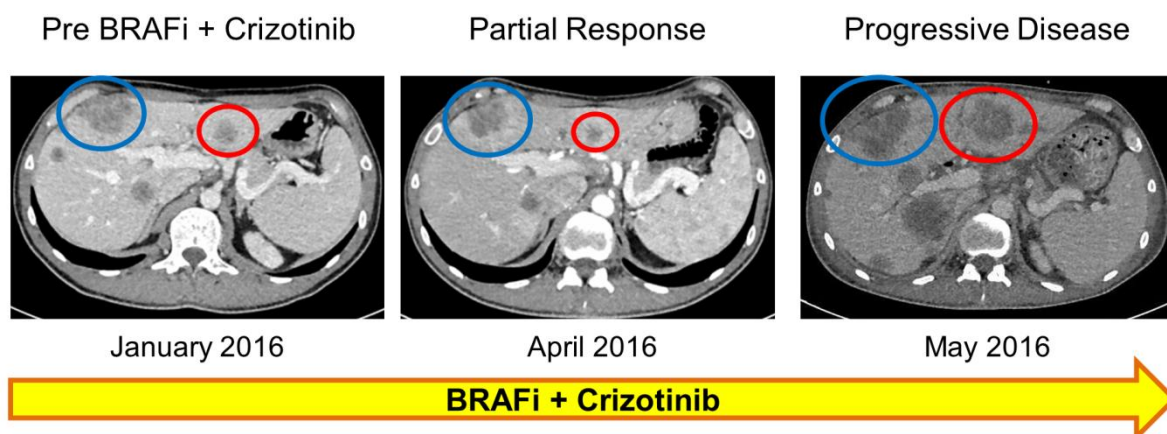 Pre BRAFi + Crizotinib
Partial Response
Progressive Disease
January 2016
April 2016
May 2016
BRAFi + Crizotinib